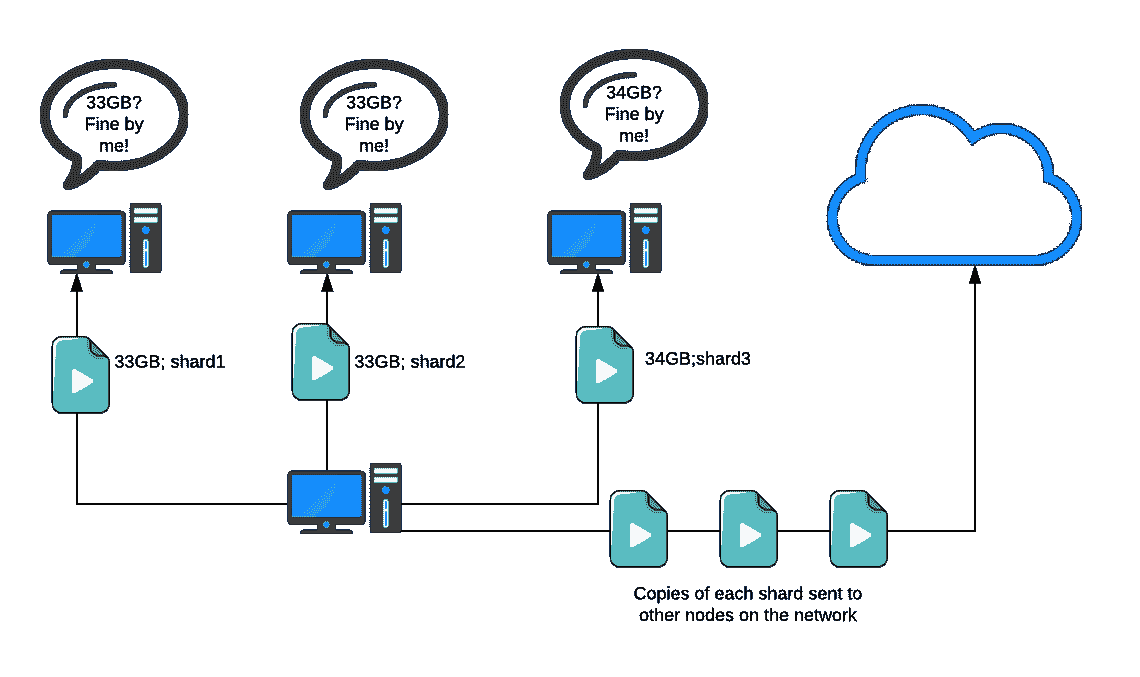 33GB?
Fine by
me!
33GB?
Fine by
me!
34GB?
Fine by
me!
33GB; shard1
33GB; shard2
34GB;shard3
Copies of each shard sent to
other nodes on the network